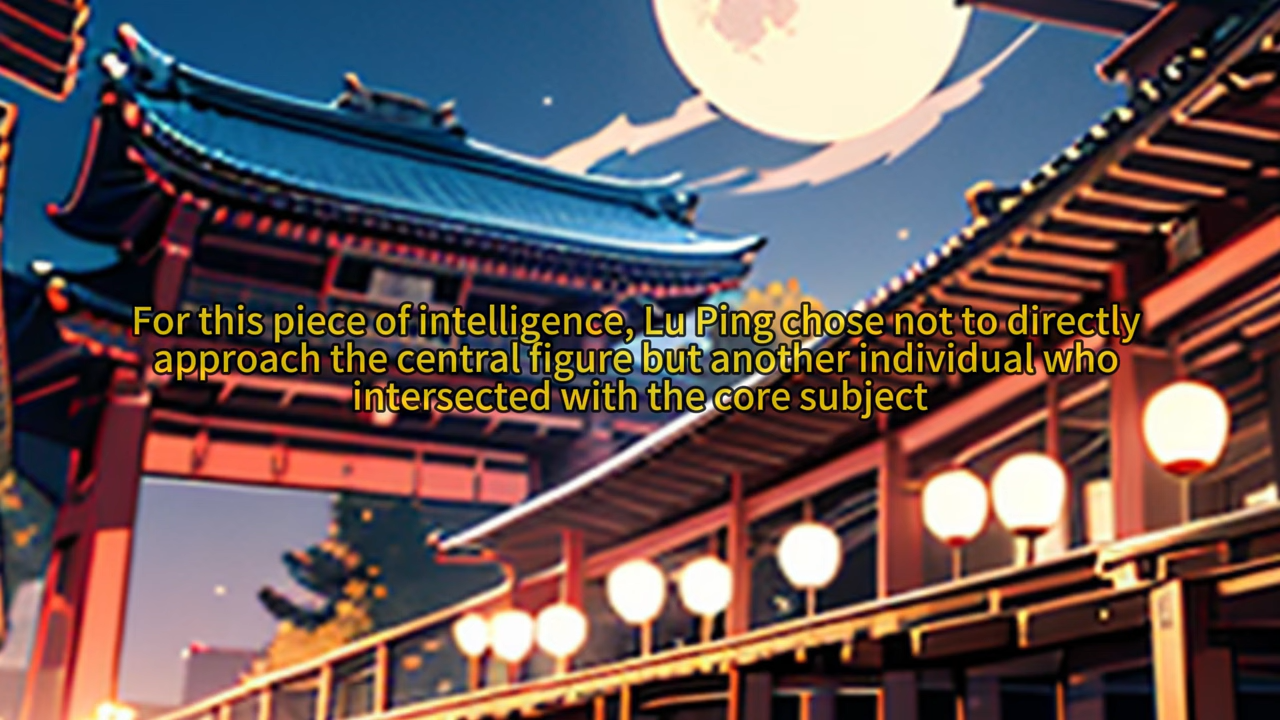 For this piece of intelligence, Lu Ping chose not to directly
approach the central figure but another individual who
intersected with the core subject